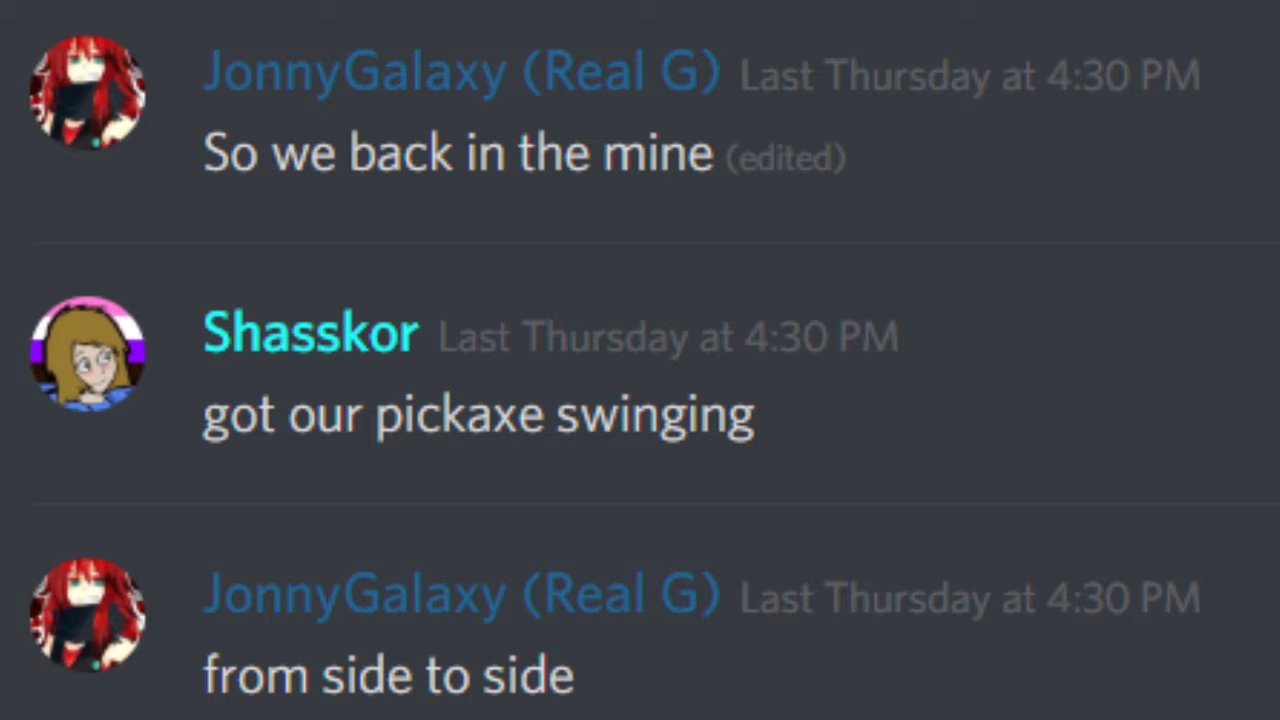 JonnyGalaxy (Real G) Last Thursday at 4:30 PM
So we back in the mine (edited)
Shasskor Last Thursday at 4:30 PM
got our pickaxe swinging
JonnyGalaxy (Real G) Last Thursday at 4:30 PM
from side to side